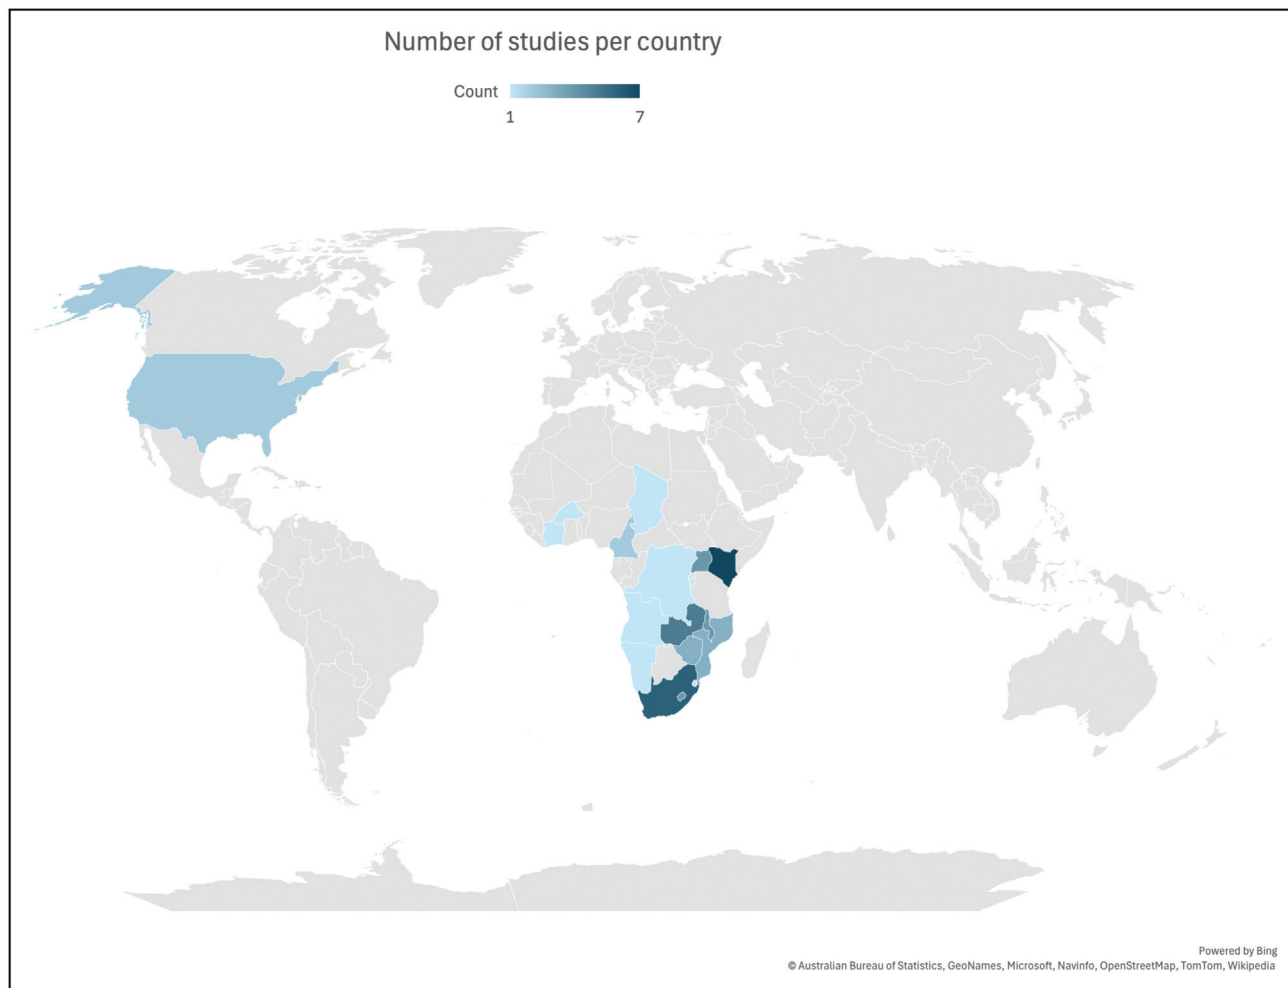 Number of studies per country
Count
1 7
Powered by Bing
© Australian Bureau of Statistics, GeoNames, Microsoft, Navinfo, OpenStreetMap, TomTom, Wikipedia